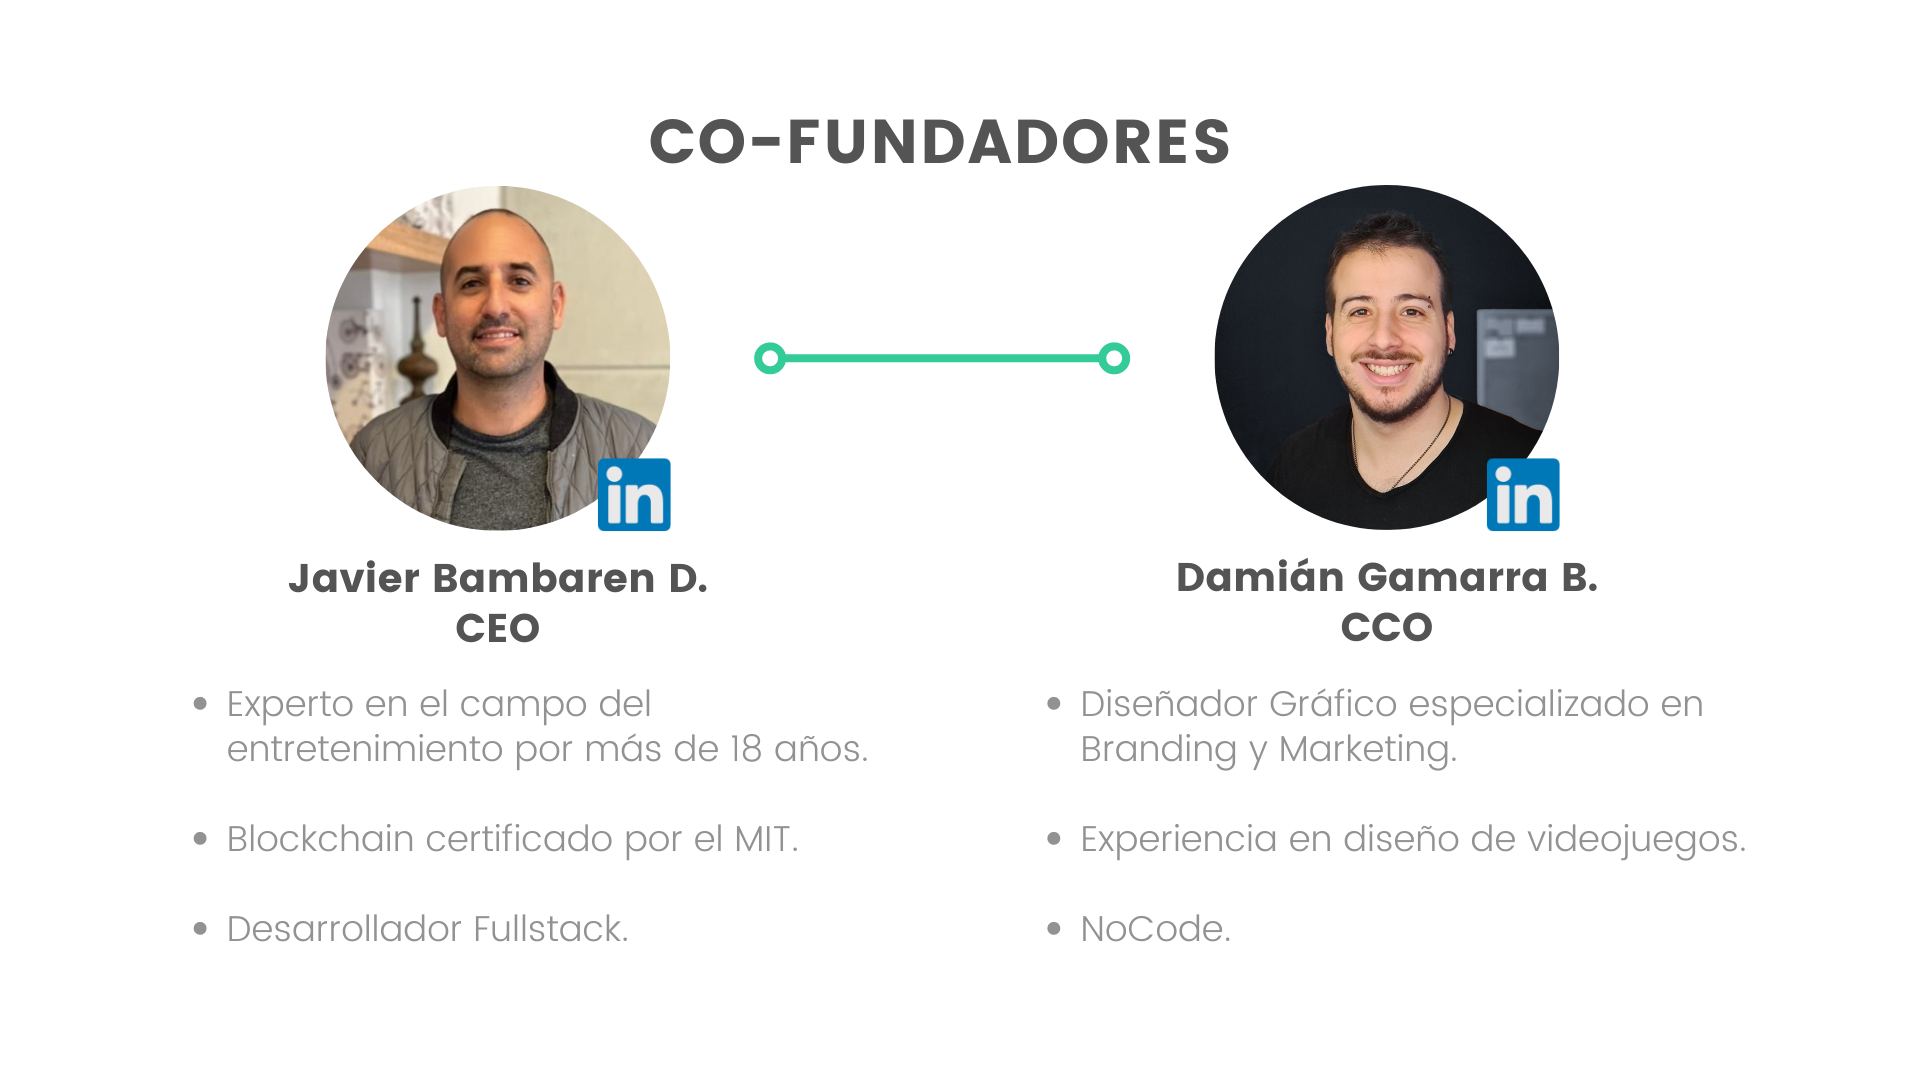 CO-FUNDADORES
in
in
Javier Bambaren D.
CEO
• Experto en el campo del
entretenimiento por más de 18 años.
• Blockchain certificado por el MIT.
• Desarrollador Fullstack.
Damián Gamarra B.
CCO
• Diseñador Gráfico especializado en
Branding y Marketing.
• Experiencia en diseño de videojuegos.
• NoCode.